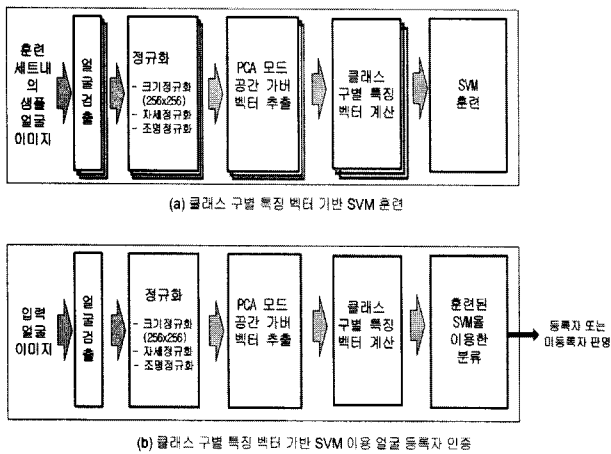 훈련
세트내
의
샘플
얼굴
이미지
얼굴검출
정규화
- 크기정규화
(256x256)
- 자세정규화
- 조명정규화
PCA 모드
공간 가버
벡터 추출
클래스
구별 특징
벡터 계산
SVM
훈련
(a) 클래스 구별 특징 벡터 기반 SVM 훈련
입력
얼굴
이미지
얼굴검출
정규화
- 크기정규화
(256x256)
- 자세정규화
- 조명정규화
PCA 모드
공간 가버
벡터 추출
클래스
구별 특징
벡터 계산
훈련된
SVM을
이용한
분류
등록자 또는
미등록자 판명
(b) 클래스 구별 특징 벡터 기반 SVM 이용 얼굴 등록자 인증